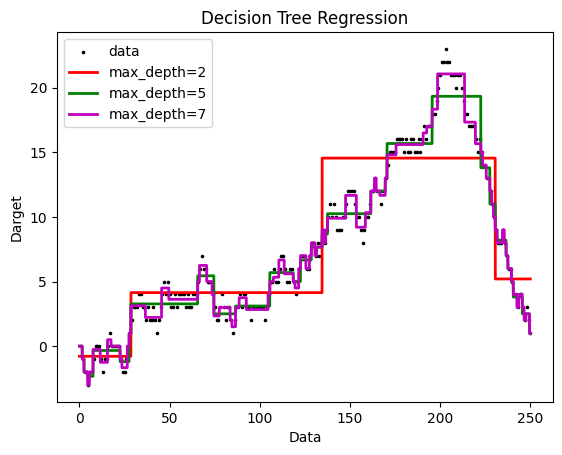 Decision Tree Regression
data
max_depth=2
max_depth=5
max_depth=7
20
15
10
5
0
Darget
0 50 100 150 200 250
Data